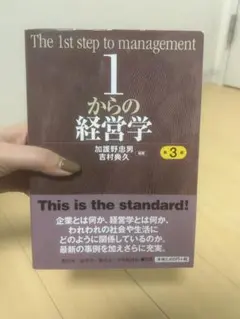 The 1st step to management
1
からの
経営学
加護野忠男
吉村典久
編著
第3版
This is the standard!
企業とは何か、経営学とは何か、
われわれの社会や生活に
どのように関係しているのか。
最新の事例を加えさらに充実。